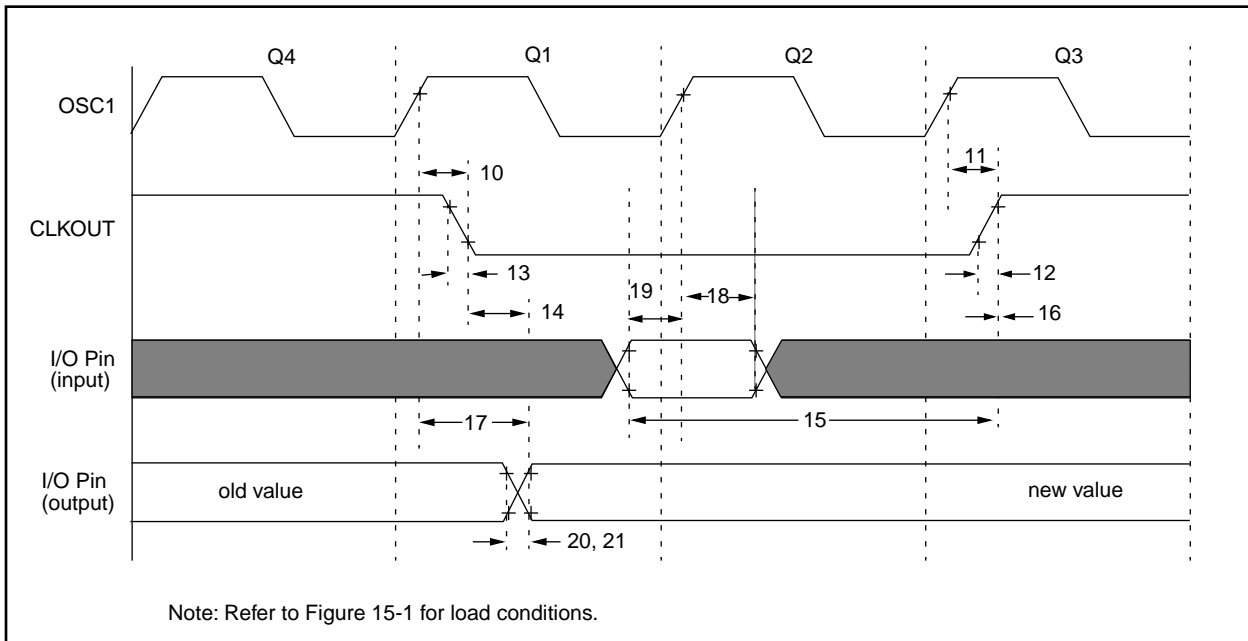 Q4
Q1
Q2
Q3
OSC1
10
11
CLKOUT
13
12
19
18
14
16
I/O Pin
(input)
17
15
I/O Pin
(output)
old value
new value
20, 21
Note: Refer to Figure 15-1 for load conditions.